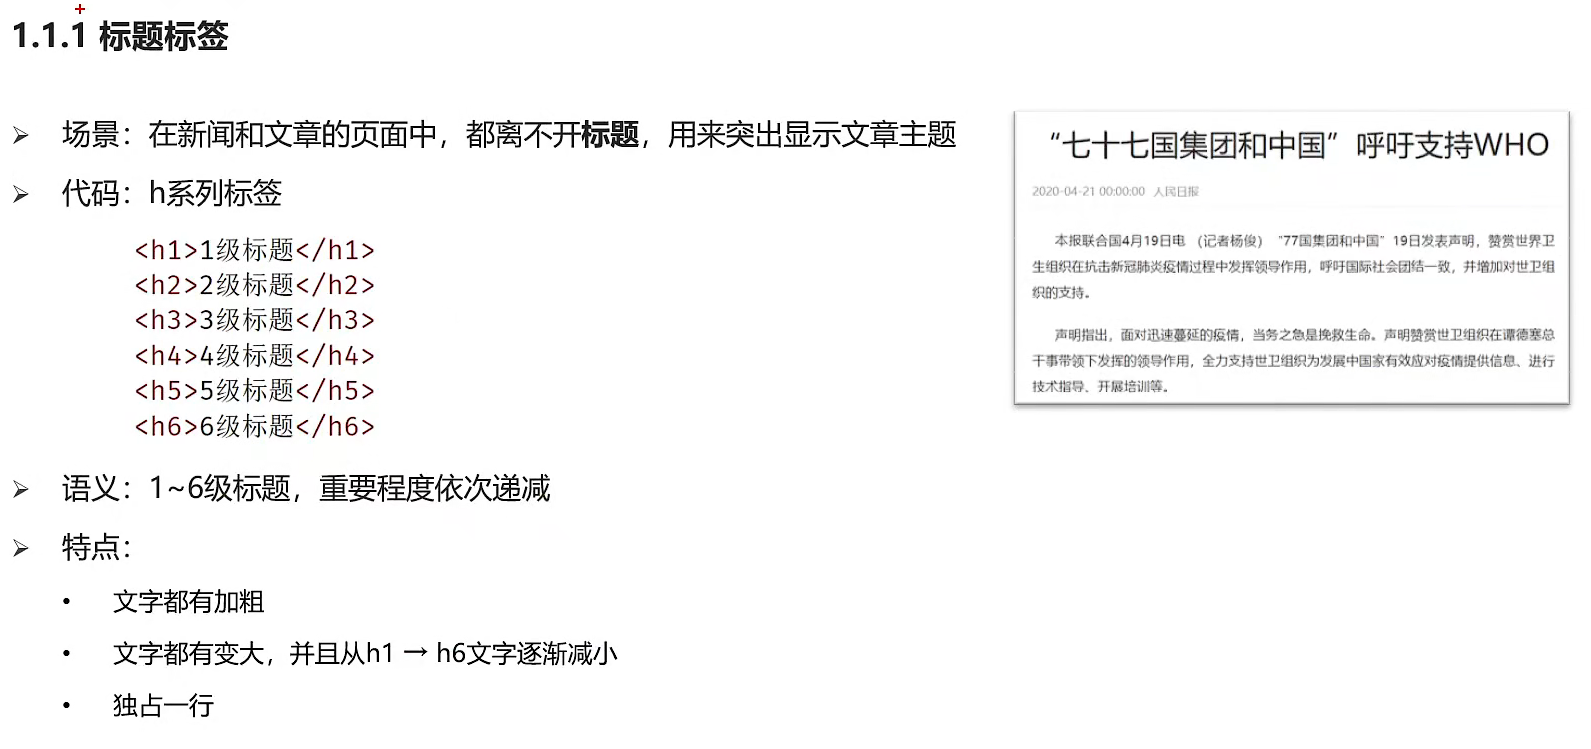 1.1.1 标题标签
场景：在新闻和文章的页面中，都离不开标题，用来突出显示文章主题
代码：h系列标签
<h1>1级标题</h1>
<h2>2级标题</h2>
<h3>3级标题</h3>
<h4>4级标题</h4>
<h5>5级标题</h5>
<h6>6级标题</h6>
语义：1~6级标题，重要程度依次递减
特点：
文字都有加粗
文字都有变大，并且从h1 → h6文字逐渐减小
独占一行
“七十七国集团和中国”呼吁支持WHO
2020-04-21 00:00:00 人民日报
本报联合国4月19日电 （记者杨俊）“77国集团和中国”19日发表声明，赞赏世界卫
生组织在抗击新冠肺炎疫情过程中发挥领导作用，呼吁国际社会团结一致，并增加对世卫组
织的支持。
声明指出，面对迅速蔓延的疫情，当务之急是挽救生命。声明赞赏世卫组织在谭德塞总
干事带领下发挥的领导作用，全力支持世卫组织为发展中国家有效应对疫情提供信息、进行
技术指导、开展培训等。